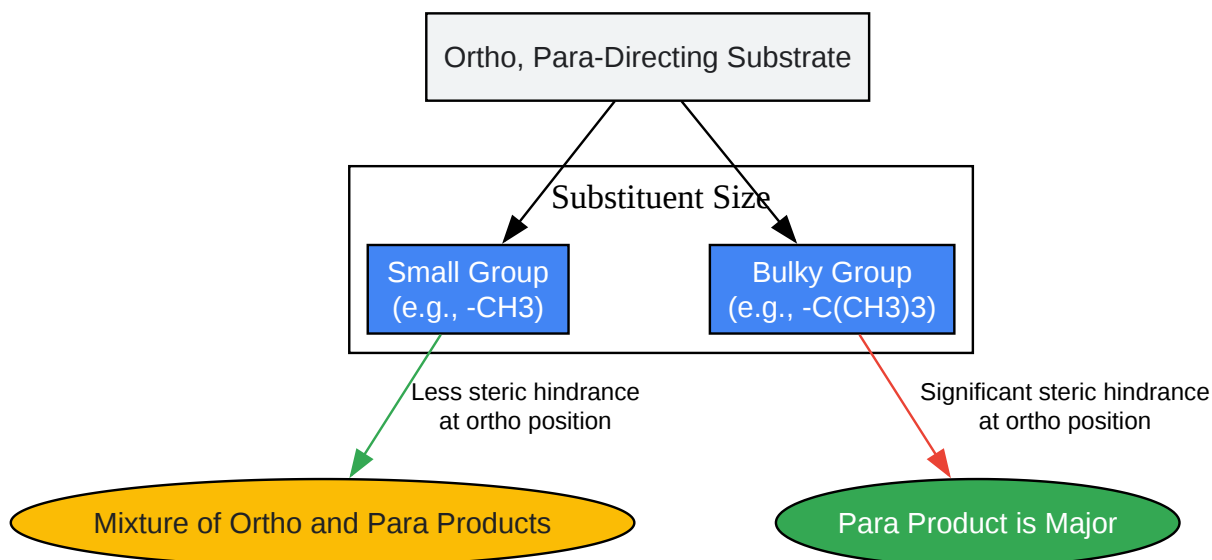 Ortho, Para-Directing Substrate
Substituent Size
Small Group
(e.g., -CH3)
Bulky Group
(e.g., -C(CH3)3)
Less steric hindrance
at ortho position
Significant steric hindrance
at ortho position
Mixture of Ortho and Para Products
Para Product is Major